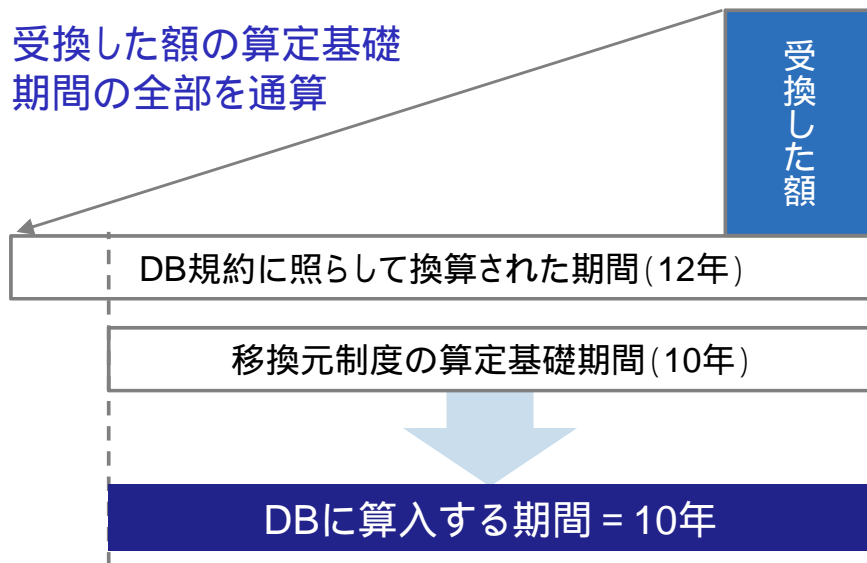 受換した額の算定基礎
期間の全部を通算
受換した額
DB規約に照らして換算された期間(12年)
移換元制度の算定基礎期間(10年)
DBに算入する期間 = 10年